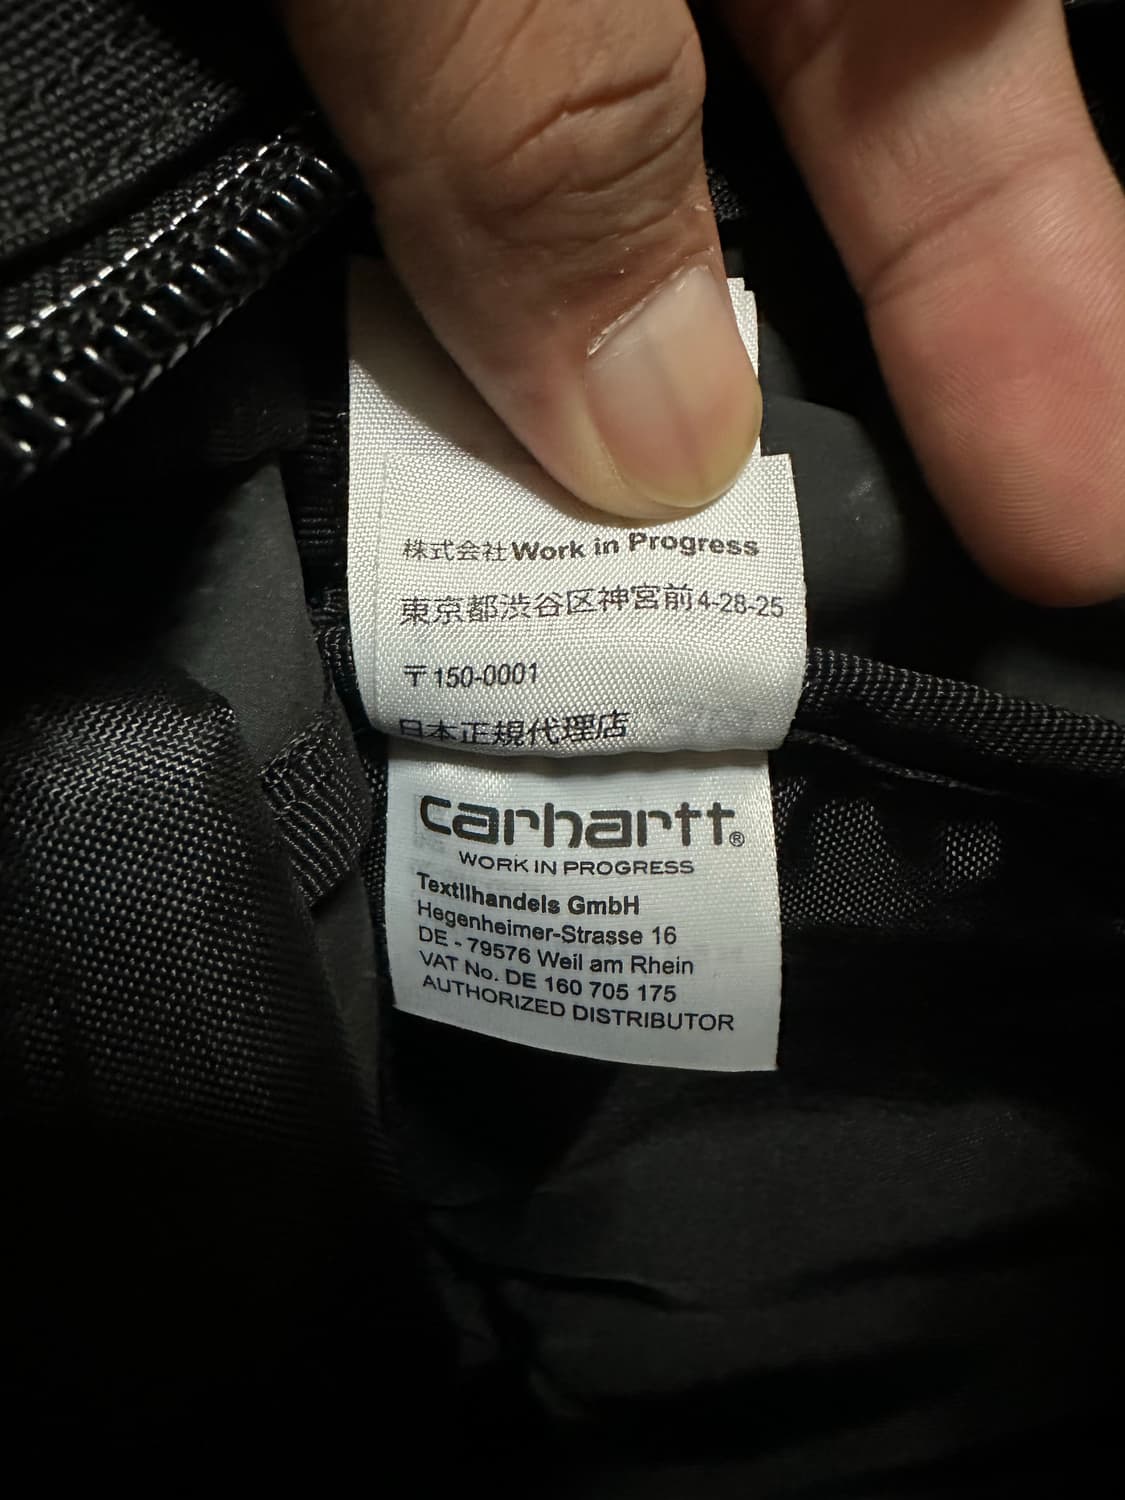 株式会社Work in Progress
東京都渋谷区神宮前4-28-25
〒150-0001
日本正規代理店
carhartt®
WORK IN PROGRESS
Textilhandels GmbH
Hegenheimer-Strasse 16
DE - 79576 Weil am Rhein
VAT No. DE 160 705 175
AUTHORIZED DISTRIBUTOR